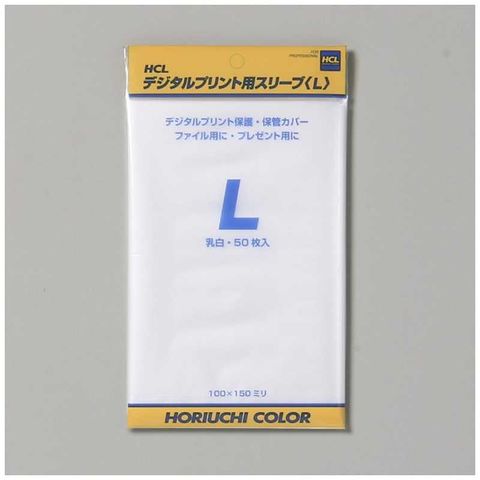 HCL
FOR PROFESSIONAL
HCL
デジタルプリント用スリーブ〈L〉
デジタルプリント保護・保管カバー
ファイル用に・プレゼント用に
L
乳白・50枚入
100×150ミリ
HORIUCHI COLOR